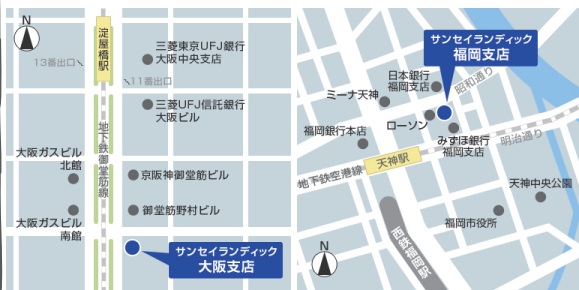 N
淀屋橋駅
13番出口
11番出口
三菱東京UFJ銀行
大阪中央支店
三菱UFJ信託銀行
大阪ビル
地下鉄御堂筋線
大阪ガスビル
北館
京阪神御堂筋ビル
大阪ガスビル
南館
御堂筋野村ビル
サンセイランディック
大阪支店
サンセイランディック
福岡支店
日本銀行
福岡支店
昭和通り
ミーナ天神
ローソン
福岡銀行本店
みずほ銀行
福岡支店
明治通り
天神駅
地下鉄空港線
天神中央公園
福岡市役所
西鉄福岡駅
N